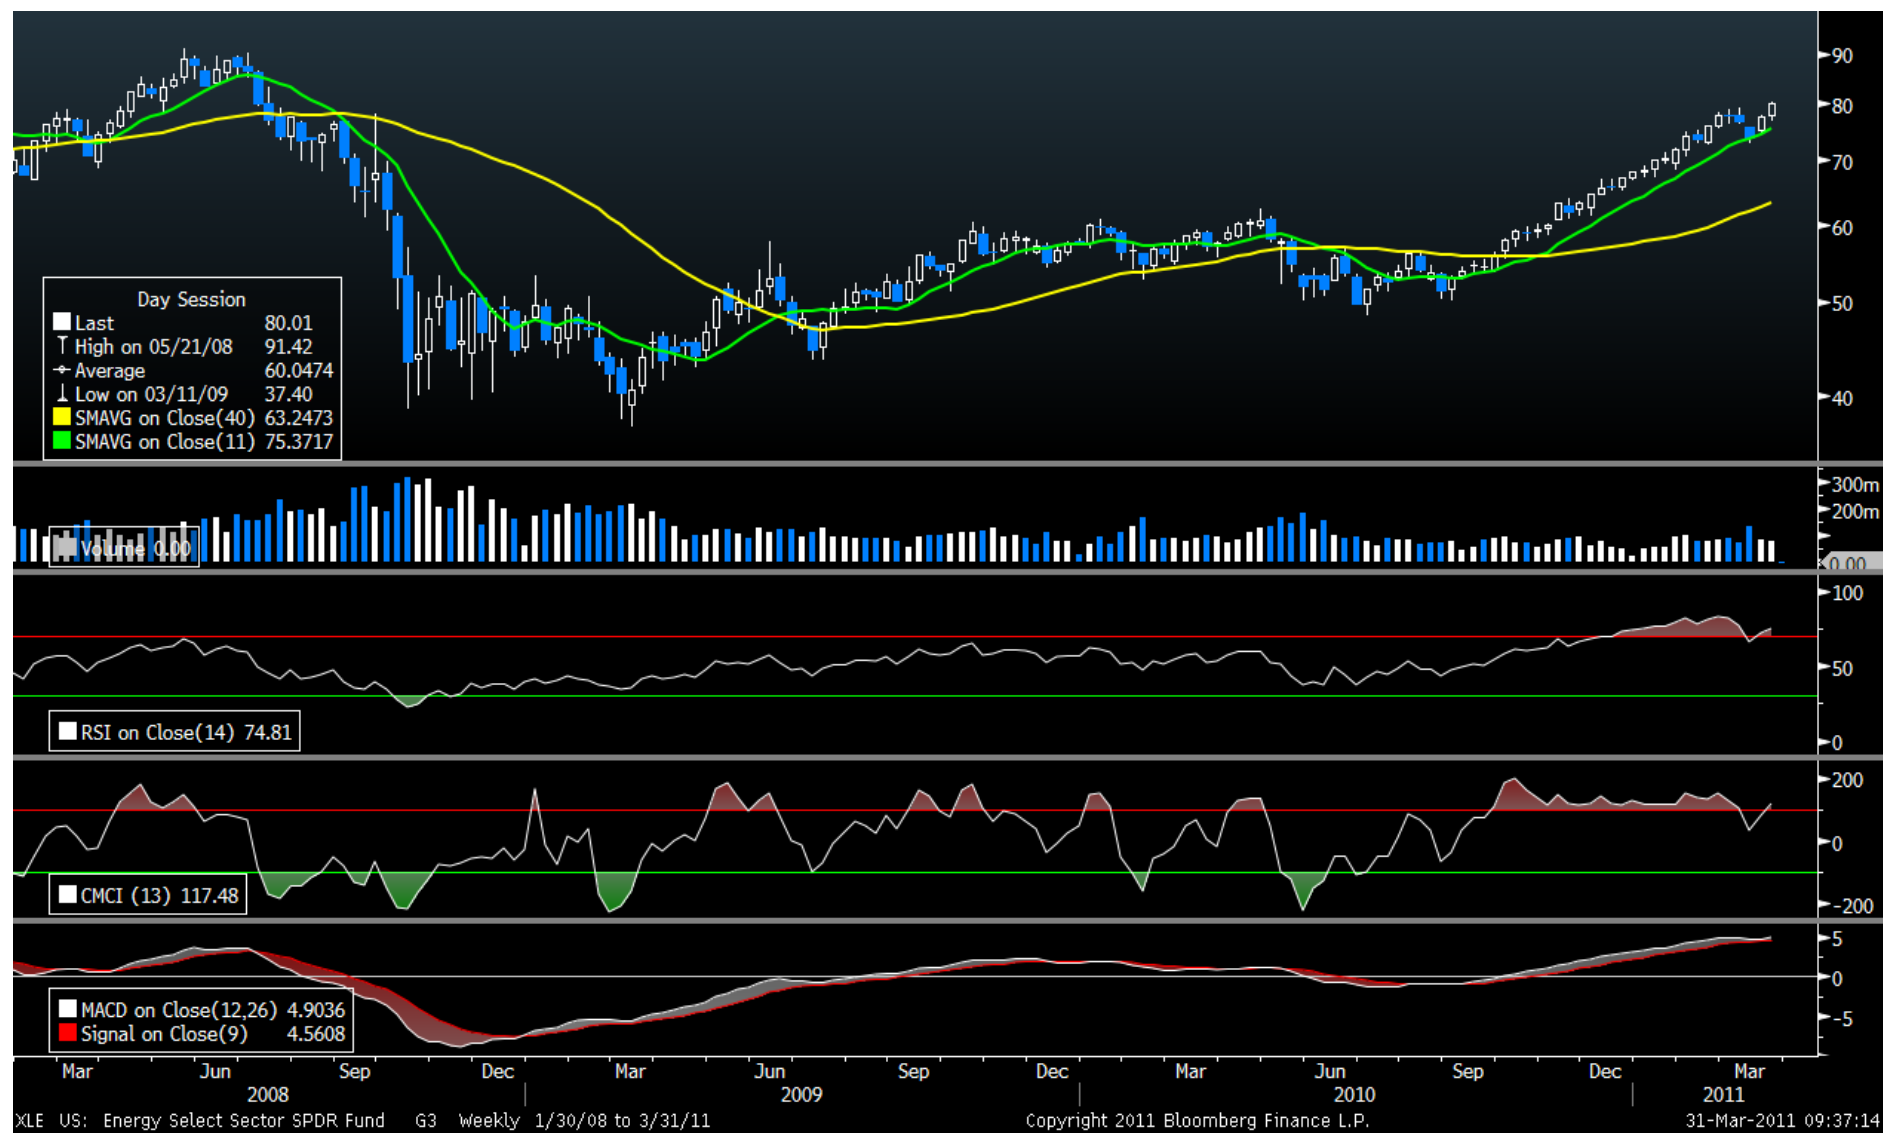 90
80
70
60
50
40
Day Session
Last 80.01
High on 05/21/08 91.42
Average 60.0474
Low on 03/11/09 37.40
SMAVG on Close(40) 63.2473
SMAVG on Close(11) 75.3717
300m
200m
0.00
Volume 0.00
100
50
0
RSI on Close(14) 74.81
200
0
-200
CMCI (13) 117.48
5
0
-5
MACD on Close(12,26) 4.9036
Signal on Close(9) 4.5608
Mar Jun Sep Dec Mar Jun Sep Dec Mar Jun Sep Dec Mar
2008 2009 2010 2011
XLE US: Energy Select Sector SPDR Fund G3 Weekly 1/30/08 to 3/31/11 Copyright 2011 Bloomberg Finance L.P. 31-Mar-2011 09:37:14